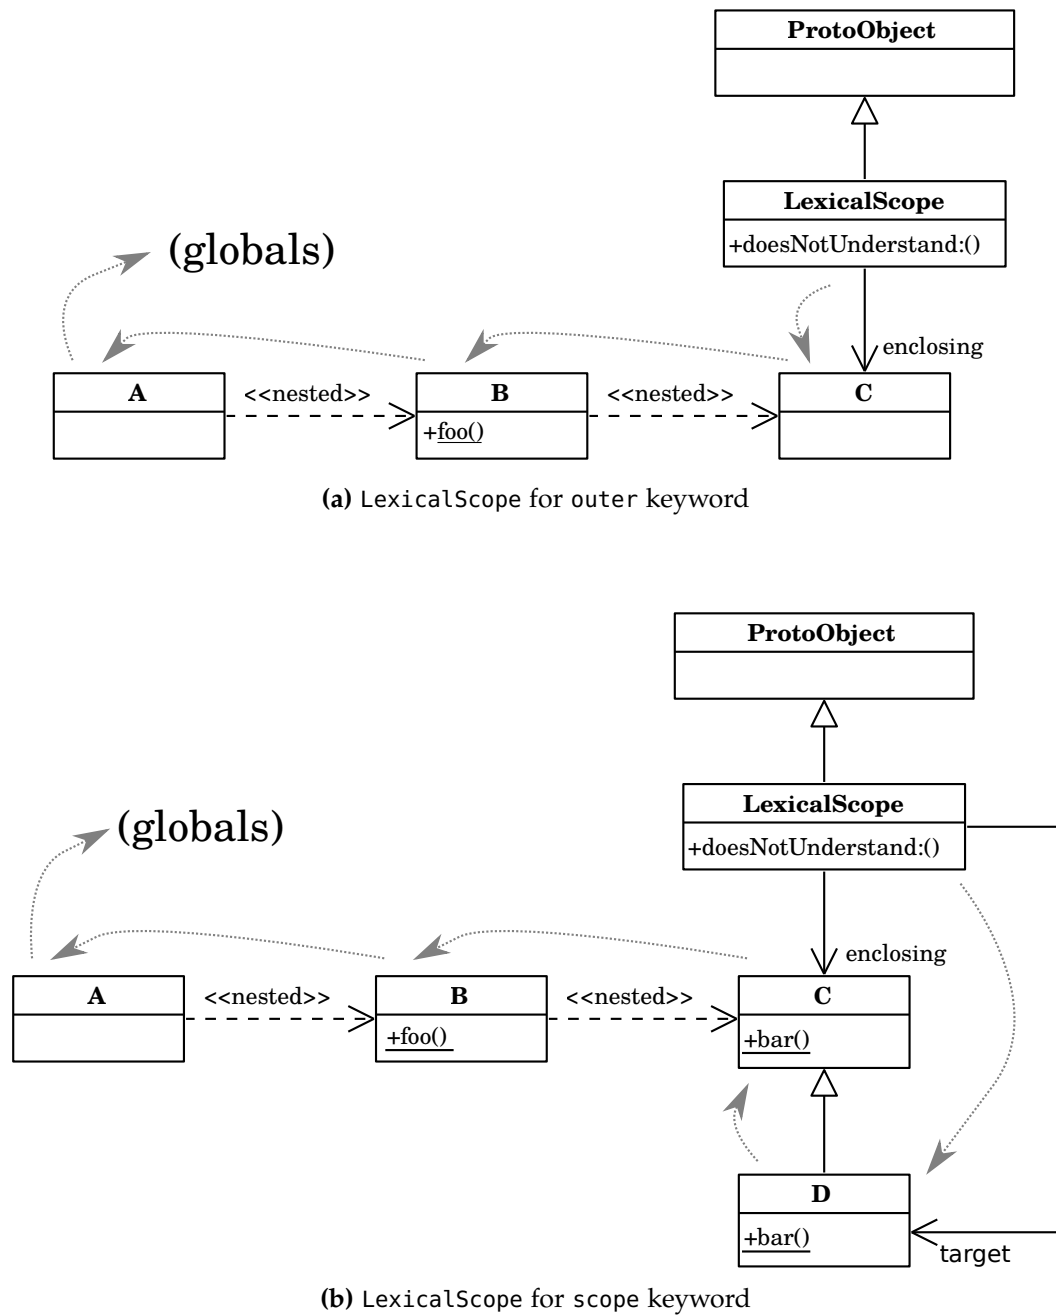 ProtoObject
LexicalScope
+doesNotUnderstand:()
(globals)
enclosing
A
<<nested>>
B
<<nested>>
C
+foo()
(a) LexicalScope for outer keyword
ProtoObject
LexicalScope
+doesNotUnderstand:()
(globals)
enclosing
A
<<nested>>
B
<<nested>>
C
+foo()
+bar()
D
+bar()
target
(b) LexicalScope for scope keyword